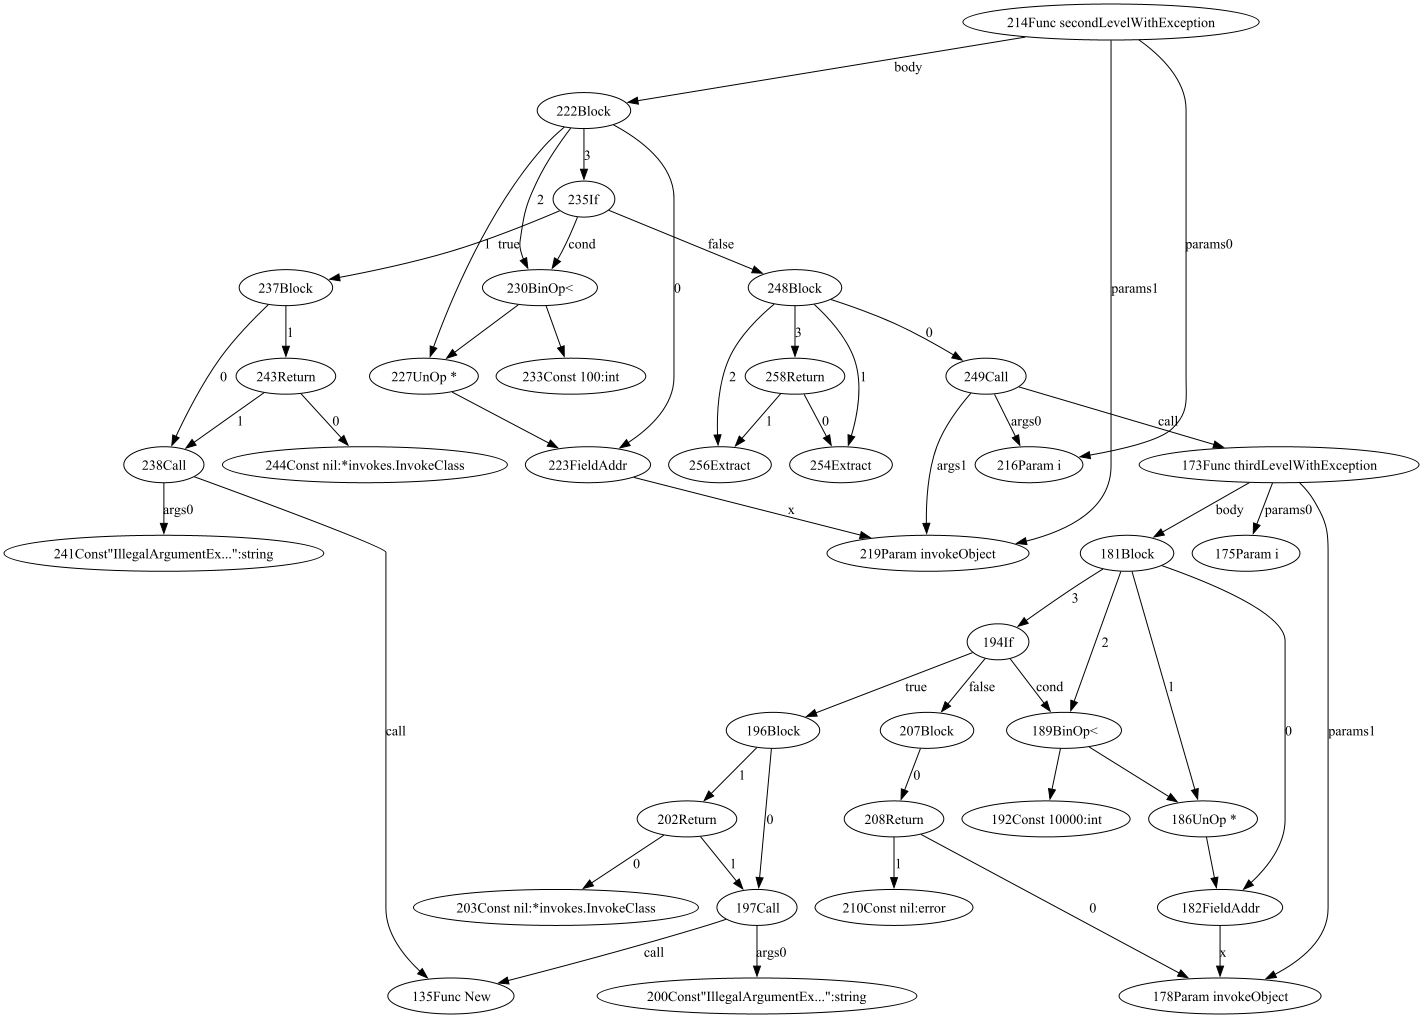 214Func secondLevelWithException
body
222Block
3
235If
2
1
true
cond
false
0
params0
params1
237Block
230BinOp<
248Block
1
0
3
0
2
1
243Return
227UnOp *
233Const 100:int
258Return
249Call
1
0
1
0
args0
call
238Call
244Const nil:*invokes.InvokeClass
223FieldAddr
256Extract
254Extract
216Param i
173Func thirdLevelWithException
args1
args0
x
body
params0
241Const"IllegalArgumentEx...":string
219Param invokeObject
181Block
175Param i
3
194If
2
1
true
false
cond
call
0
params1
196Block
207Block
189BinOp<
1
0
0
202Return
208Return
192Const 10000:int
186UnOp *
0
1
1
203Const nil:*invokes.InvokeClass
197Call
210Const nil:error
0
182FieldAddr
call
args0
x
135Func New
200Const"IllegalArgumentEx...":string
178Param invokeObject